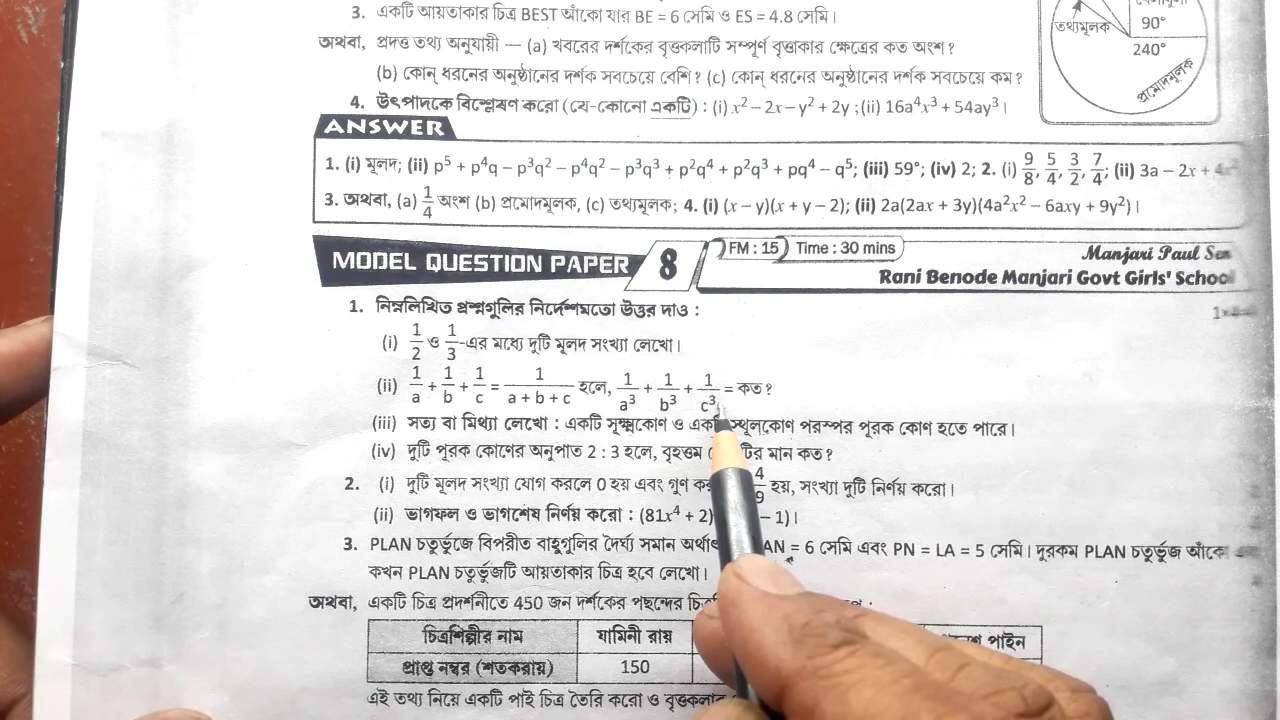 3. একটি আয়তাকার চিত্র BEST আঁকো যার BE = 6 সেমি ও ES = 4.8 সেমি।
অথবা, প্রদত্ত তথ্য অনুযায়ী — (a) খবরের দর্শকের বৃত্তকলাটি সম্পূর্ণ বৃত্তাকার ক্ষেত্রের কত অংশ?
(b) কোন্ ধরনের অনুষ্ঠানের দর্শক সবচেয়ে বেশি? (c) কোন্ ধরনের অনুষ্ঠানের দর্শক সবচেয়ে কম?
তথ্যমূলক
90°
240°
প্রমোদমূলক
4. উৎপাদকে বিশ্লেষণ করো (যে-কোনো একটি) : (i) x² − 2x − y² + 2y ; (ii) 16a⁴x³ + 54ay³।
ANSWER
1. (i) মূলদ; (ii) p⁵ + p⁴q − p³q² − p⁴q² − p³q³ + p²q⁴ + p²q³ + pq⁴ − q⁵; (iii) 59°; (iv) 2; 2. (i) 9/8, 5/4, 3/2, 7/4; (ii) 3a − 2x +
3. অথবা, (a) 1/4 অংশ (b) প্রমোদমূলক, (c) তথ্যমূলক; 4. (i) (x − y)(x + y − 2); (ii) 2a(2ax + 3y)(4a²x² − 6axy + 9y²)।
MODEL QUESTION PAPER 8 FM : 15 Time : 30 mins
Manjari Paul Sen
Rani Benode Manjari Govt Girls' School
1. নিম্নলিখিত প্রশ্নগুলির নির্দেশমতো উত্তর দাও :
(i) 1/2 ও 1/3-এর মধ্যে দুটি মূলদ সংখ্যা লেখো।
(ii) 1/a + 1/b + 1/c = 1/(a + b + c) হলে, 1/a³ + 1/b³ + 1/c³ = কত?
(iii) সত্য বা মিথ্যা লেখো : একটি সূক্ষ্মকোণ ও একটি স্থূলকোণ পরস্পর পূরক কোণ হতে পারে।
(iv) দুটি পূরক কোণের অনুপাত 2 : 3 হলে, বৃহত্তম মান কত?
2. (i) দুটি মূলদ সংখ্যা যোগ করলে 0 হয় এবং গুণ 4/9 হয়, সংখ্যা দুটি নির্ণয় করো।
(ii) ভাগফল ও ভাগশেষ নির্ণয় করো : (81x⁴ + 2) − 1)।
3. PLAN চতুর্ভুজে বিপরীত বাহুগুলির দৈর্ঘ্য সমান অর্থাৎ AN = 6 সেমি এবং PN = LA = 5 সেমি। দুরকম PLAN চতুর্ভুজ আঁকো
কখন PLAN চতুর্ভুজটি আয়তাকার চিত্র হবে লেখো।
অথবা, একটি চিত্র প্রদর্শনীতে 450 জন দর্শকের পছন্দের
চিত্রশিল্পীর নাম যামিনী রায় পাইন
প্রাপ্ত নম্বর (শতকরায়) 150
এই তথ্য নিয়ে একটি পাই চিত্র তৈরি করো ও